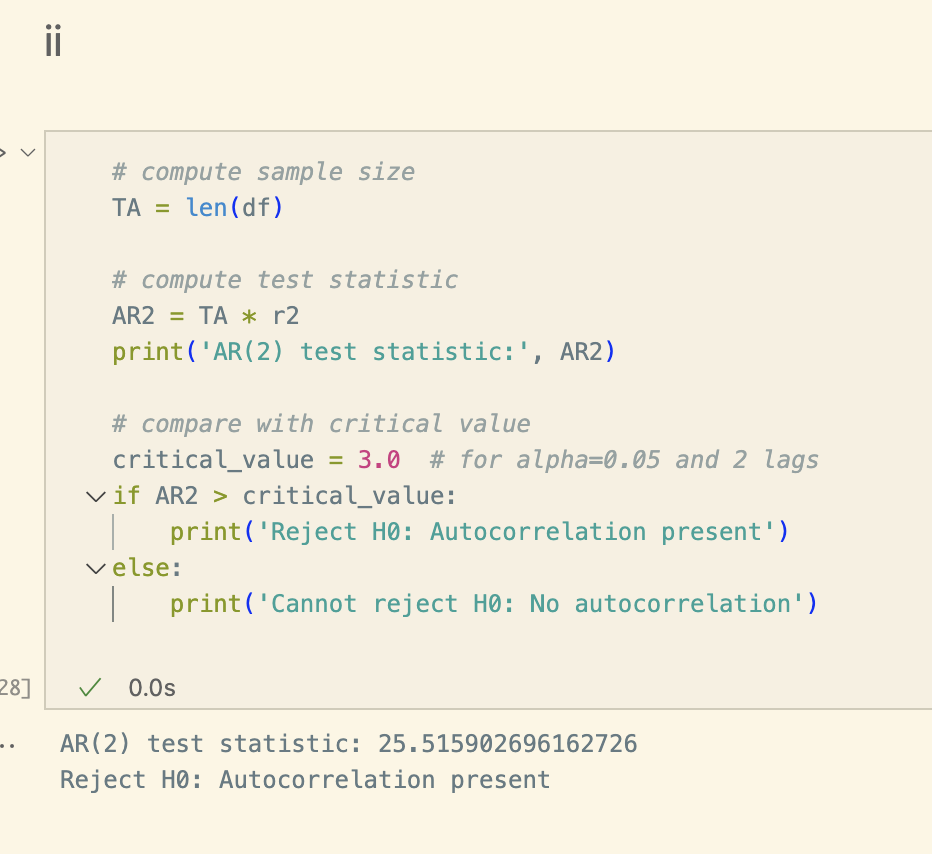 ii
# compute sample size
TA = len(df)
# compute test statistic
AR2 = TA * r2
print('AR(2) test statistic:', AR2)
# compare with critical value
critical_value = 3.0  # for alpha=0.05 and 2 lags
if AR2 > critical_value:
    print('Reject H0: Autocorrelation present')
else:
    print('Cannot reject H0: No autocorrelation')
28]
0.0s
AR(2) test statistic: 25.515902696162726
Reject H0: Autocorrelation present